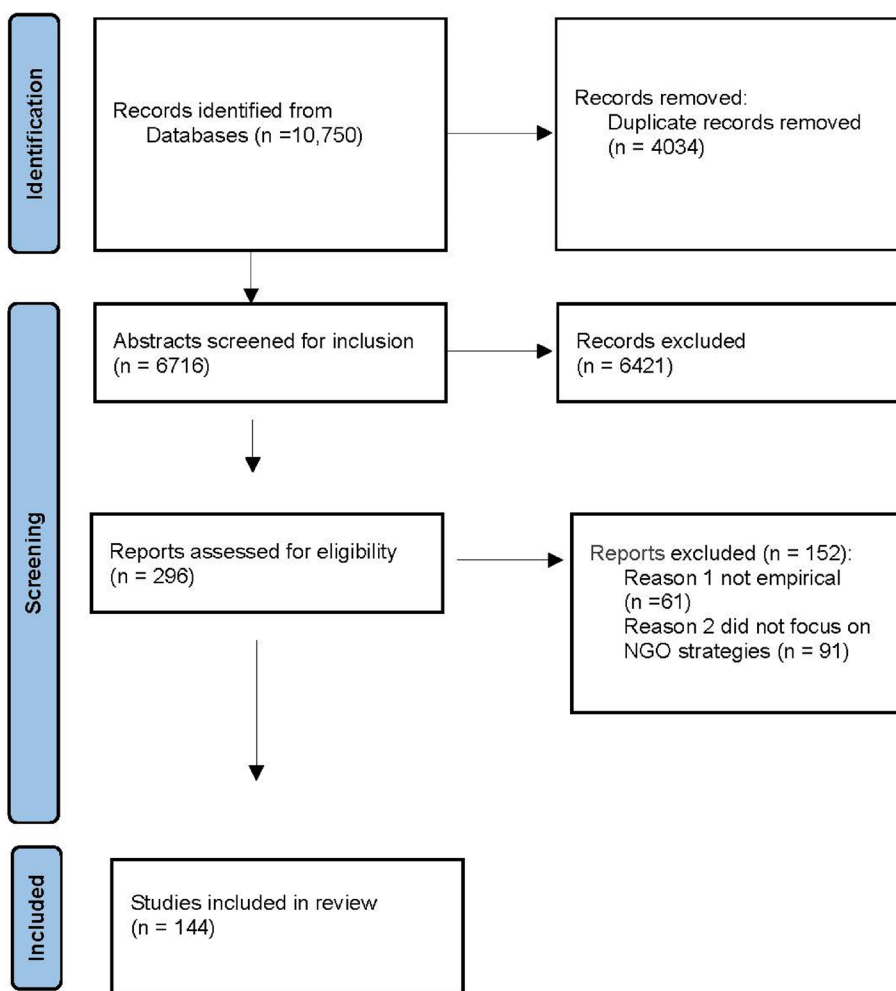 Identification
Records identified from
Databases (n =10,750)
Records removed:
Duplicate records removed
(n = 4034)
Screening
Abstracts screened for inclusion
(n = 6716)
Records excluded
(n = 6421)
Reports assessed for eligibility
(n = 296)
Reports excluded (n = 152):
Reason 1 not empirical
(n =61)
Reason 2 did not focus on
NGO strategies (n = 91)
Included
Studies included in review
(n = 144)